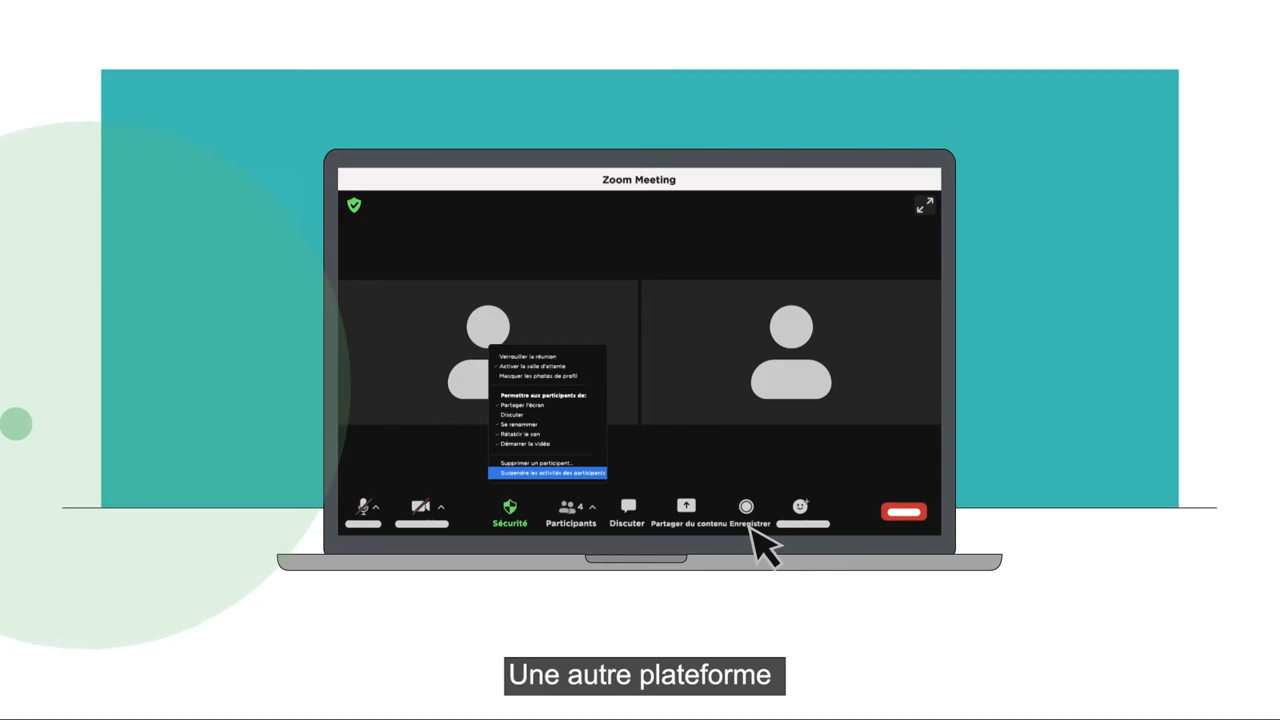 Zoom Meeting
Verrouiller la réunion
Activer la salle d'attente
Masquer les photos de profil
Permettre aux participants de:
Partager l'écran
Discuter
Se renommer
Rétablir le son
Démarrer la vidéo
Supprimer un participant...
Suspendre les activités des participants
4
Sécurité Participants Discuter Partager du contenu Enregistrer
Une autre plateforme